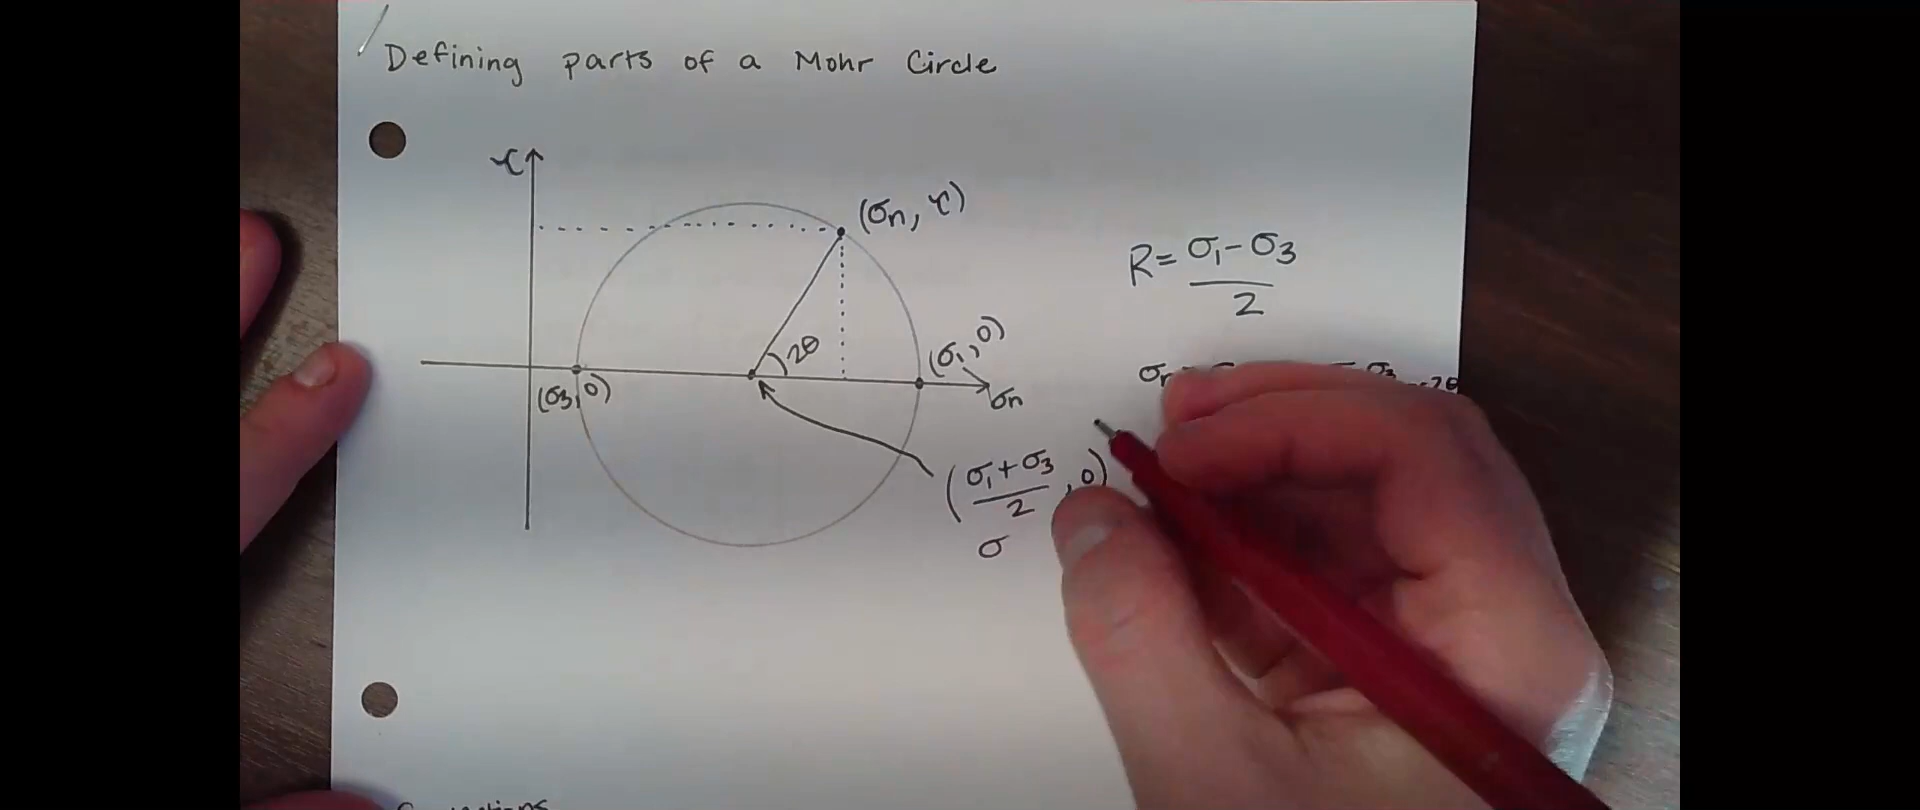 Defining parts of a Mohr Circle
τ
(σn, τ)
R = σ₁ - σ₃
2
2θ
(σ₁, 0)
(σ₃, 0)
σn
(σ₁ + σ₃
2
, 0)
σ